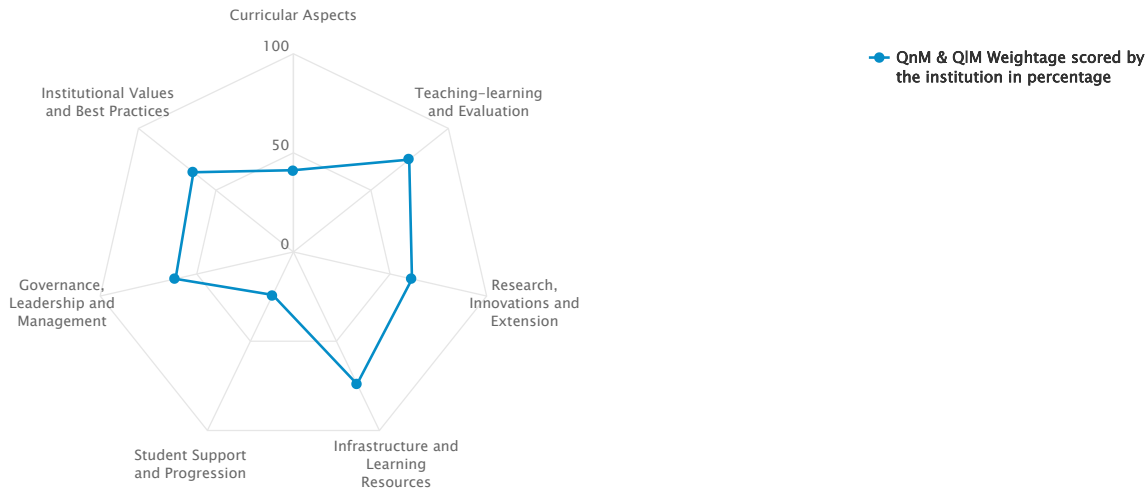 Curricular Aspects
100
Institutional Values
and Best Practices
Teaching-learning
and Evaluation
QnM & QlM Weightage scored by
the institution in percentage
50
0
Governance,
Leadership and
Management
Research,
Innovations and
Extension
Student Support
and Progression
Infrastructure and
Learning
Resources